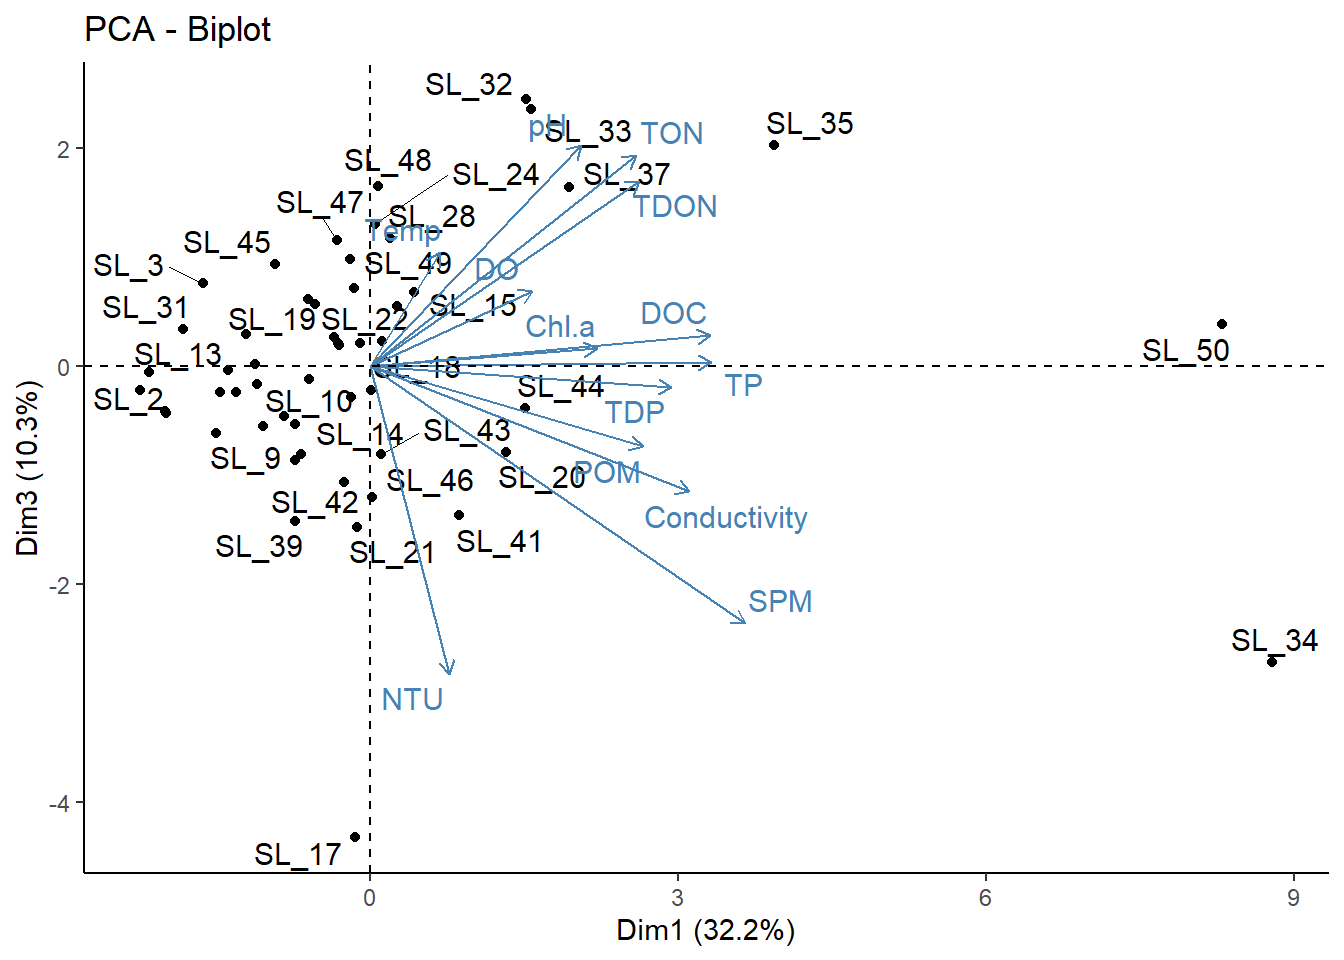 PCA - Biplot
SL_32
SL_35
pH
SL_33
TON
SL_48
SL_24
SL_37
SL_47
TDON
SL_28
Temp
SL_45
SL_3
SL_49
DO
SL_31
SL_15
DOC
SL_19
SL_22
Chl.a
SL_13
SL_50
SL_18
TP
SL_44
SL_2
SL_10
TDP
SL_14
SL_43
SL_9
POM
SL_20
SL_46
SL_42
Conductivity
SL_39
SL_21
SL_41
SPM
SL_34
NTU
SL_17
2
0
-2
-4
Dim3 (10.3%)
0
3
6
9
Dim1 (32.2%)